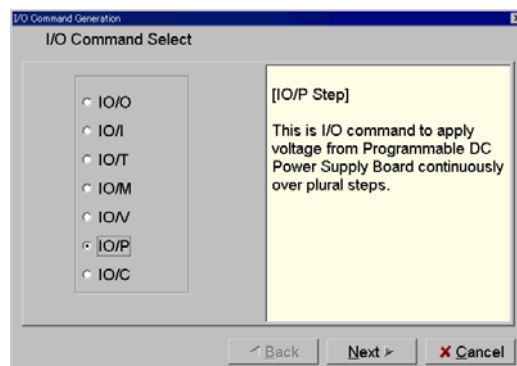 I/O Command Generation
I/O Command Select
IO/O
IO/I
IO/T
IO/M
IO/V
IO/P
IO/C
[IO/P Step]
This is I/O command to apply
voltage from Programmable DC
Power Supply Board continuously
over plural steps.
Back
Next
Cancel